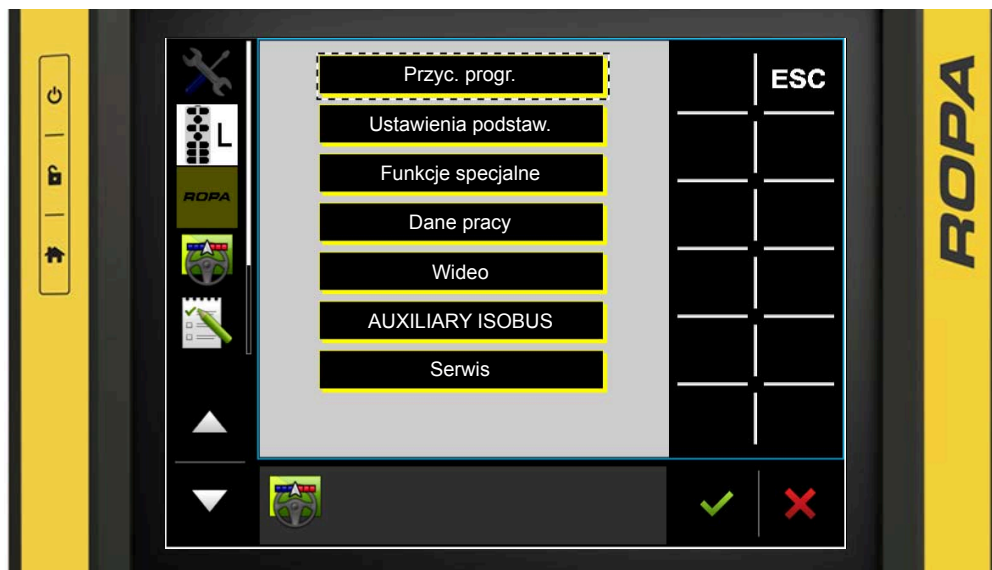 Przyc. progr.
Ustawienia podstaw.
Funkcje specjalne
Dane pracy
Wideo
AUXILIARY ISOBUS
Serwis
ESC
L
ROPA
ROPA